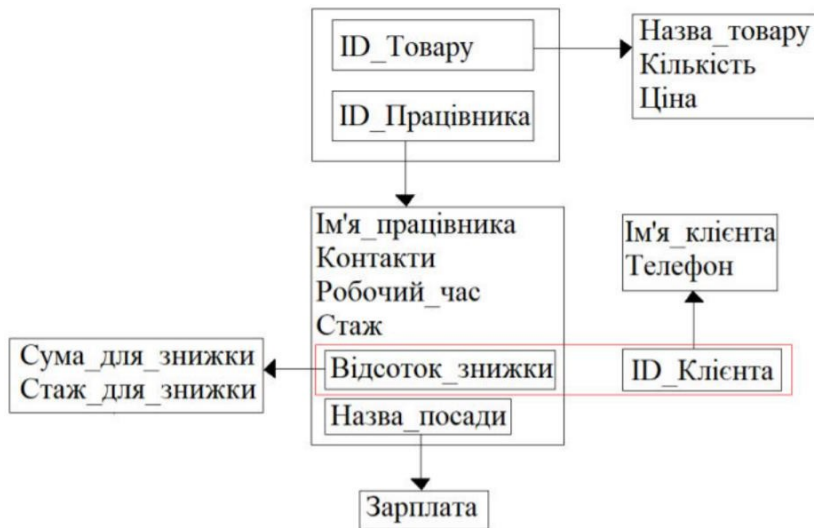 ID_Товару
Назва_товару
Кількість
Ціна
ID_Працівника
Ім'я_працівника
Контакти
Робочий_час
Стаж
Ім'я_клієнта
Телефон
Сума_для_знижки
Стаж_для_знижки
Відсоток_знижки
ID_Клієнта
Назва_посади
Зарплата